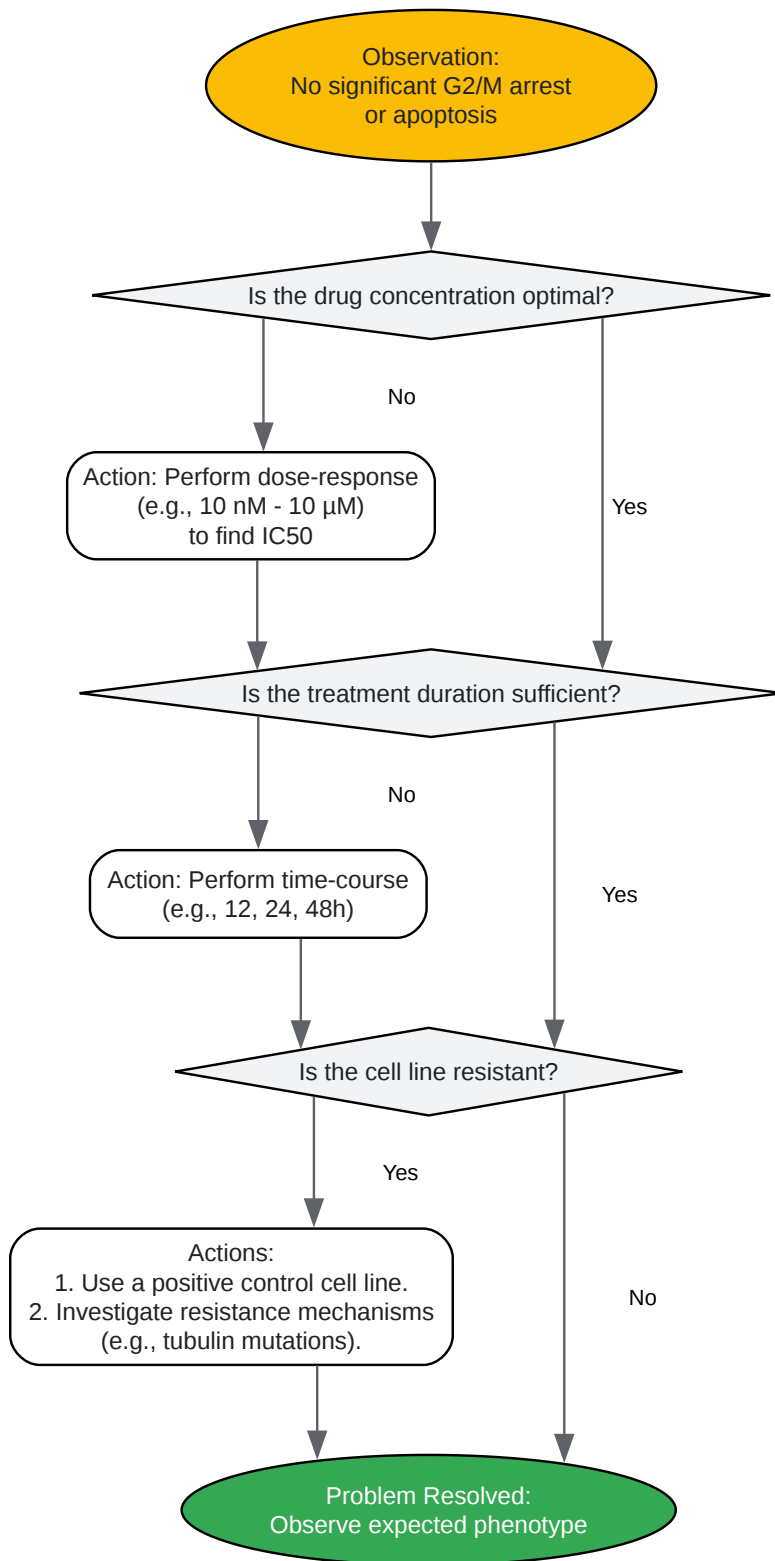 Observation:
No significant G2/M arrest
or apoptosis
Is the drug concentration optimal?
No
Action: Perform dose-response
(e.g., 10 nM - 10 µM)
to find IC50
Yes
Is the treatment duration sufficient?
No
Action: Perform time-course
(e.g., 12, 24, 48h)
Yes
Is the cell line resistant?
Yes
Actions:
1. Use a positive control cell line.
2. Investigate resistance mechanisms
(e.g., tubulin mutations).
No
Problem Resolved:
Observe expected phenotype